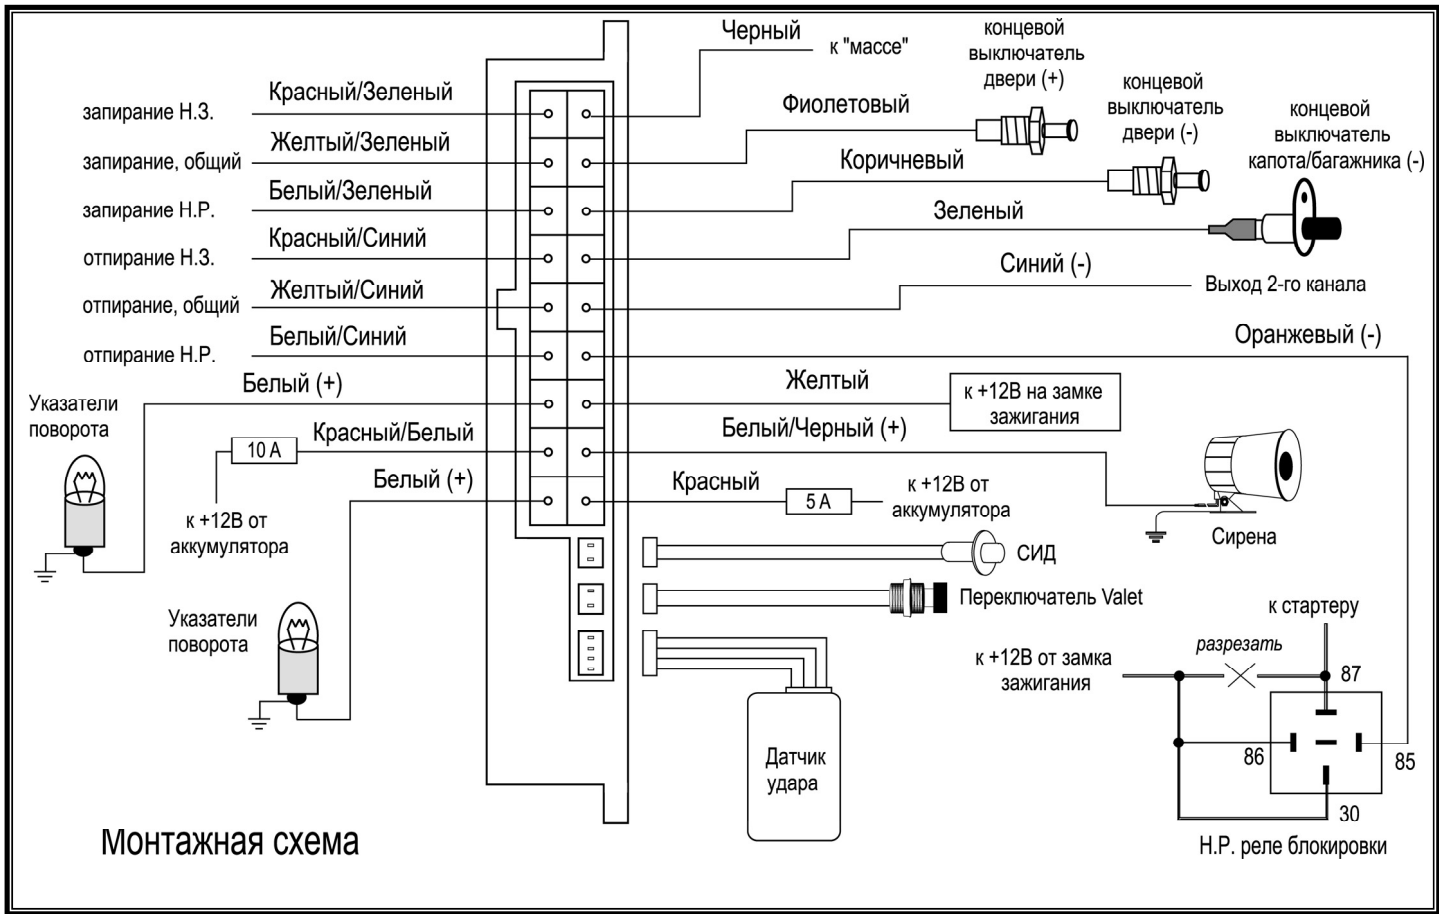 Черный
к "массе"
концевой
выключатель
двери (+)
концевой
выключатель
двери (-)
концевой
выключатель
капота/багажника (-)
запирание Н.З.
Красный/Зеленый
Фиолетовый
запирание, общий
Желтый/Зеленый
Коричневый
запирание Н.Р.
Белый/Зеленый
Зеленый
отпирание Н.З.
Красный/Синий
Синий (-)
Выход 2-го канала
отпирание, общий
Желтый/Синий
Оранжевый (-)
отпирание Н.Р.
Белый/Синий
Указатели
поворота
Белый (+)
Желтый
к +12В на замке
зажигания
10 А
Красный/Белый
Белый/Черный (+)
к +12В от
аккумулятора
Белый (+)
Красный
5 А
к +12В от
аккумулятора
Сирена
СИД
Переключатель Valet
Указатели
поворота
к стартеру
разрезать
к +12В от замка
зажигания
87
86
85
30
Датчик
удара
Н.Р. реле блокировки
Монтажная схема